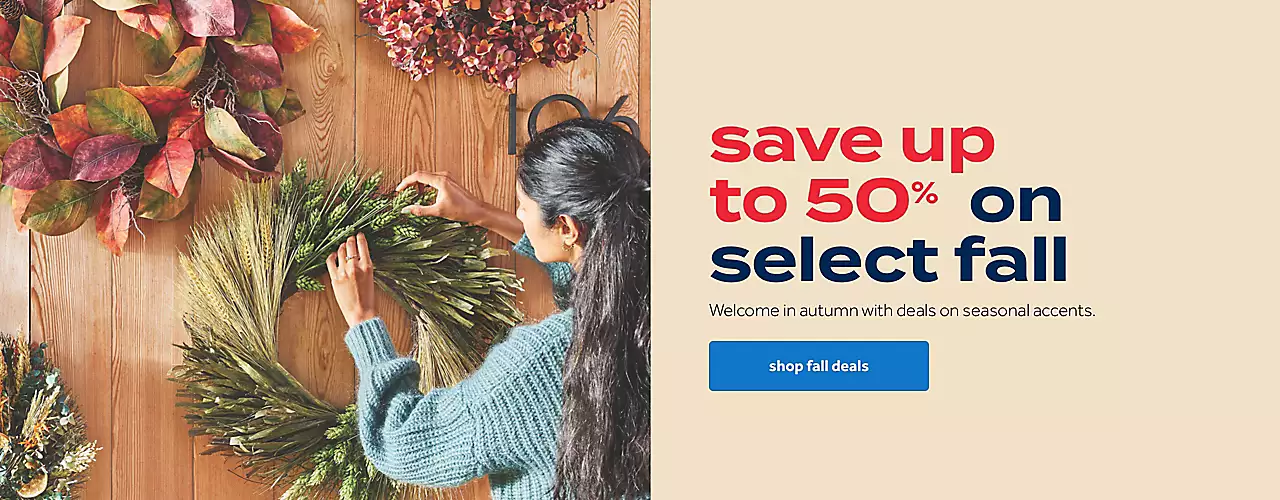 106
save up
to 50% on
select fall
Welcome in autumn with deals on seasonal accents.
shop fall deals